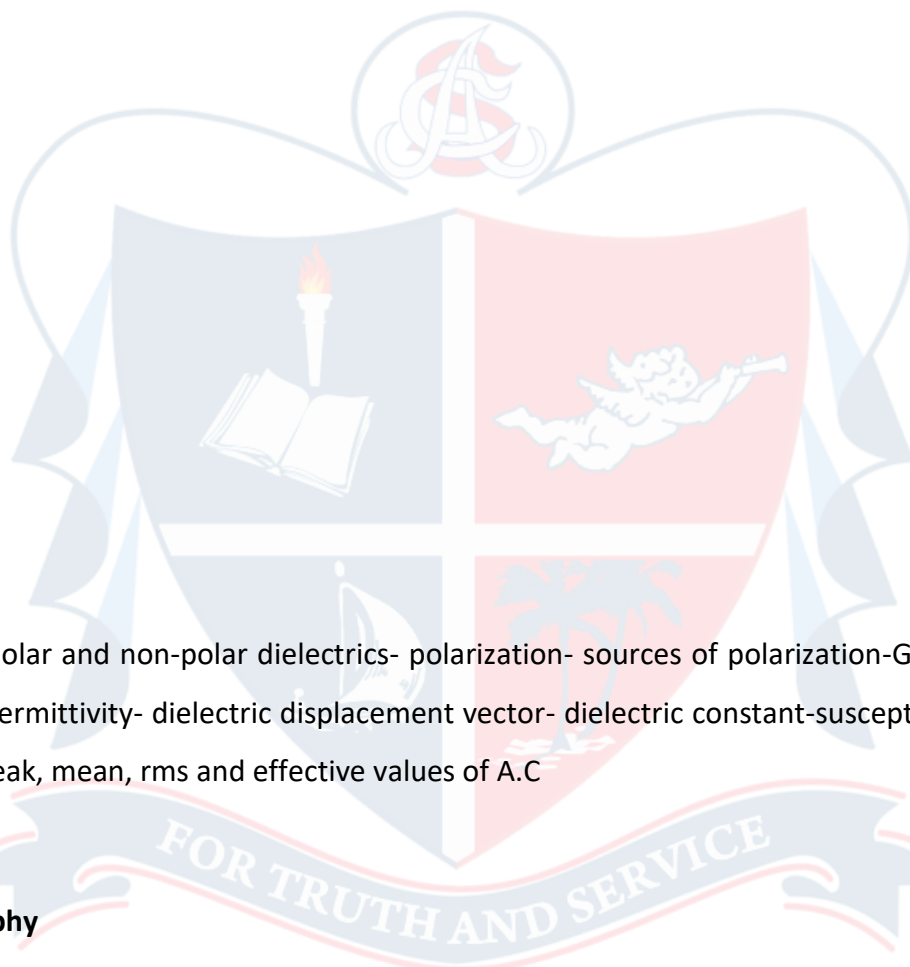 olar and non-polar dielectrics- polarization- sources of polarization-G
ermittivity- dielectric displacement vector- dielectric constant-suscept
eak, mean, rms and effective values of A.C
FOR TRUTH AND SERVICE
phy